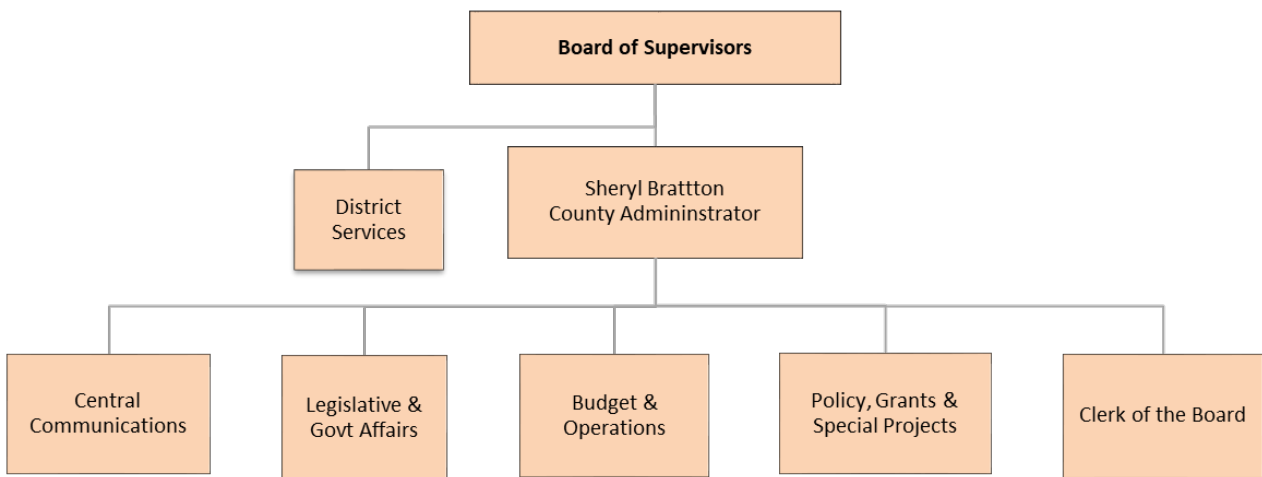 Board of Supervisors
District
Services
Sheryl Brattton
County Admininstrator
Central
Communications
Legislative &
Govt Affairs
Budget &
Operations
Policy, Grants &
Special Projects
Clerk of the Board